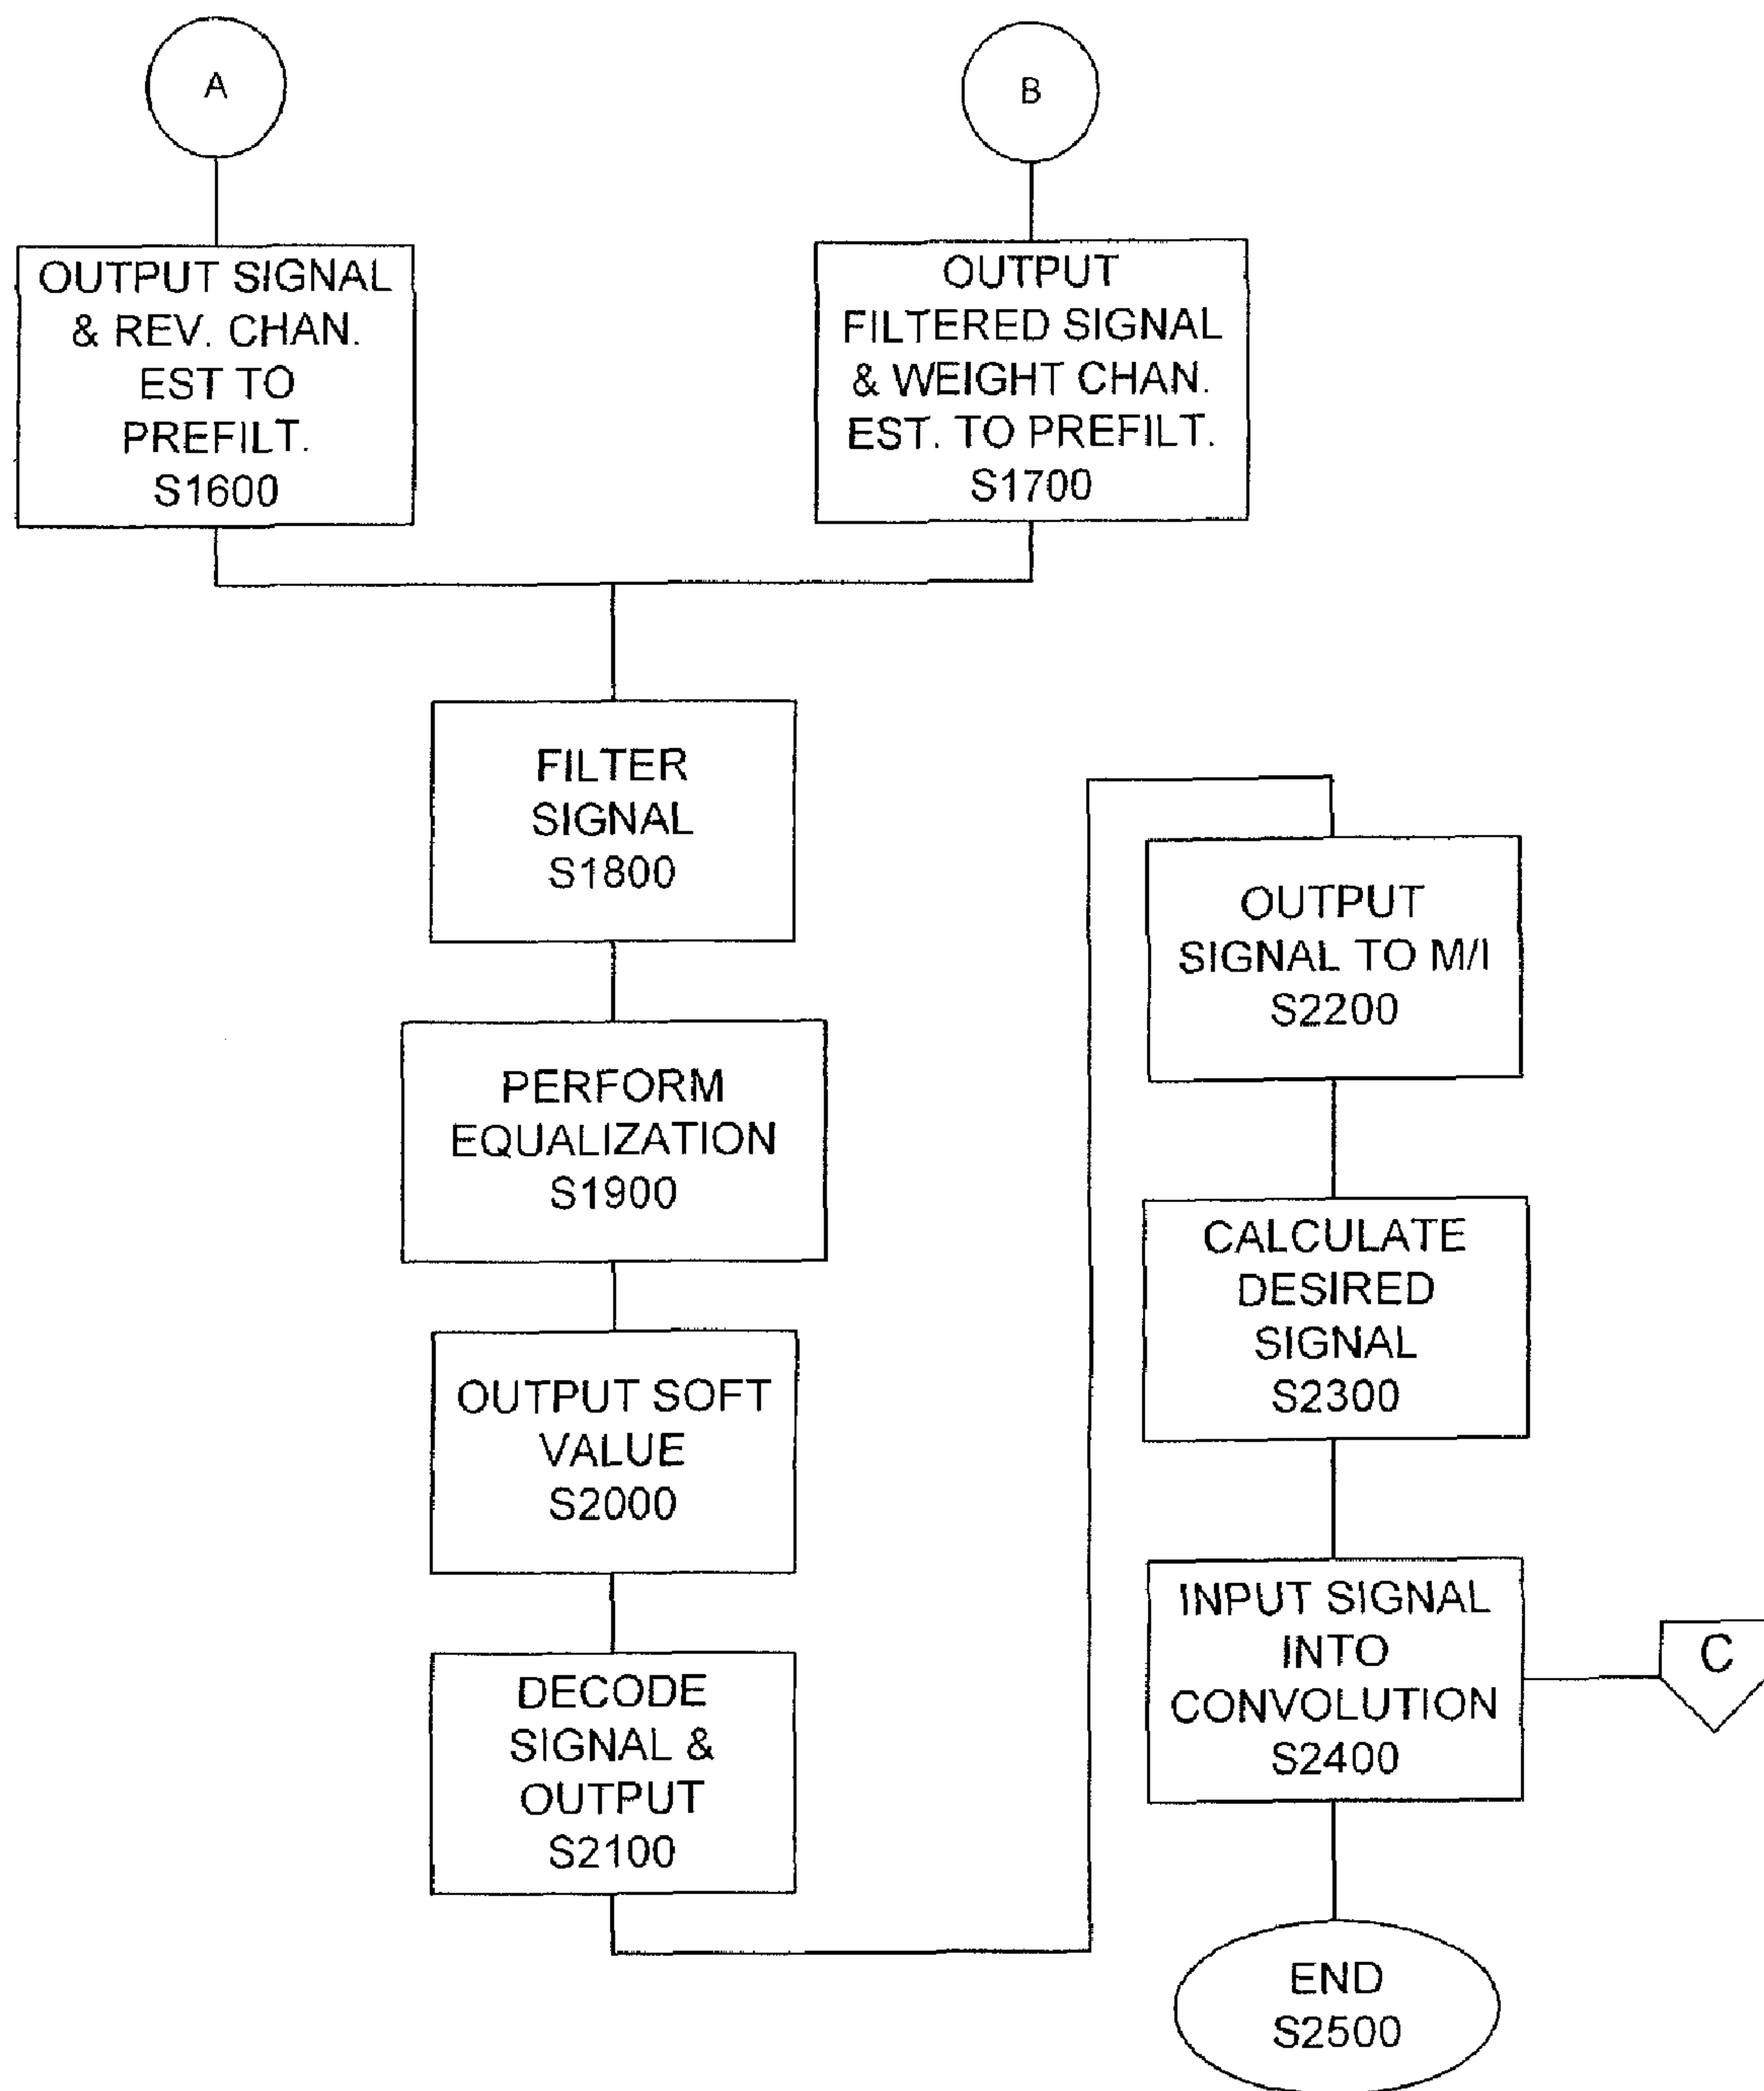 A
B
OUTPUT SIGNAL
& REV. CHAN.
EST TO
PREFILT.
S1600
OUTPUT
FILTERED SIGNAL
& WEIGHT CHAN.
EST. TO PREFILT.
S1700
FILTER
SIGNAL
S1800
PERFORM
EQUALIZATION
S1900
OUTPUT SOFT
VALUE
S2000
DECODE
SIGNAL &
OUTPUT
S2100
OUTPUT
SIGNAL TO M/I
S2200
CALCULATE
DESIRED
SIGNAL
S2300
INPUT SIGNAL
INTO
CONVOLUTION
S2400
C
END
S2500